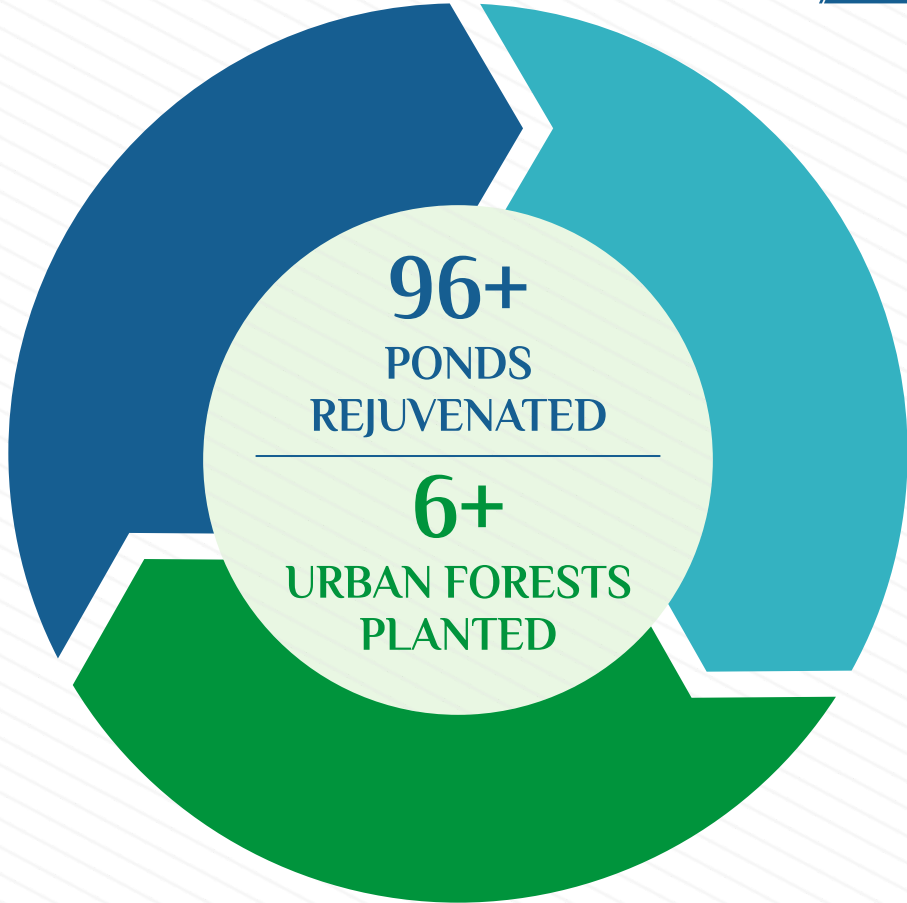 96+
PONDS
REJUVENATED
6+
URBAN FORESTS
PLANTED